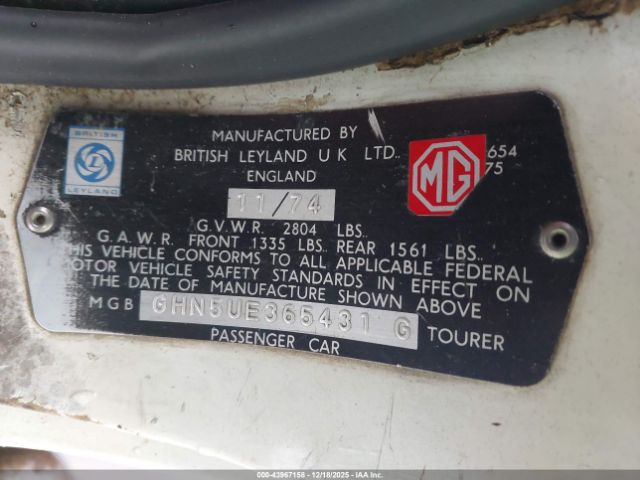 BRITISH
LEYLAND
MANUFACTURED BY
BRITISH LEYLAND U K LTD.
ENGLAND
MG
654
75
11/74
G.V.W.R. 2804 LBS.
G.A.W.R. FRONT 1335 LBS. REAR 1561 LBS.
THIS VEHICLE CONFORMS TO ALL APPLICABLE FEDERAL
MOTOR VEHICLE SAFETY STANDARDS IN EFFECT ON
THE DATE OF MANUFACTURE SHOWN ABOVE
MGB GHN5UE365431 G TOURER
PASSENGER CAR
000-43967158 - 12/18/2025 - IAAI.COM